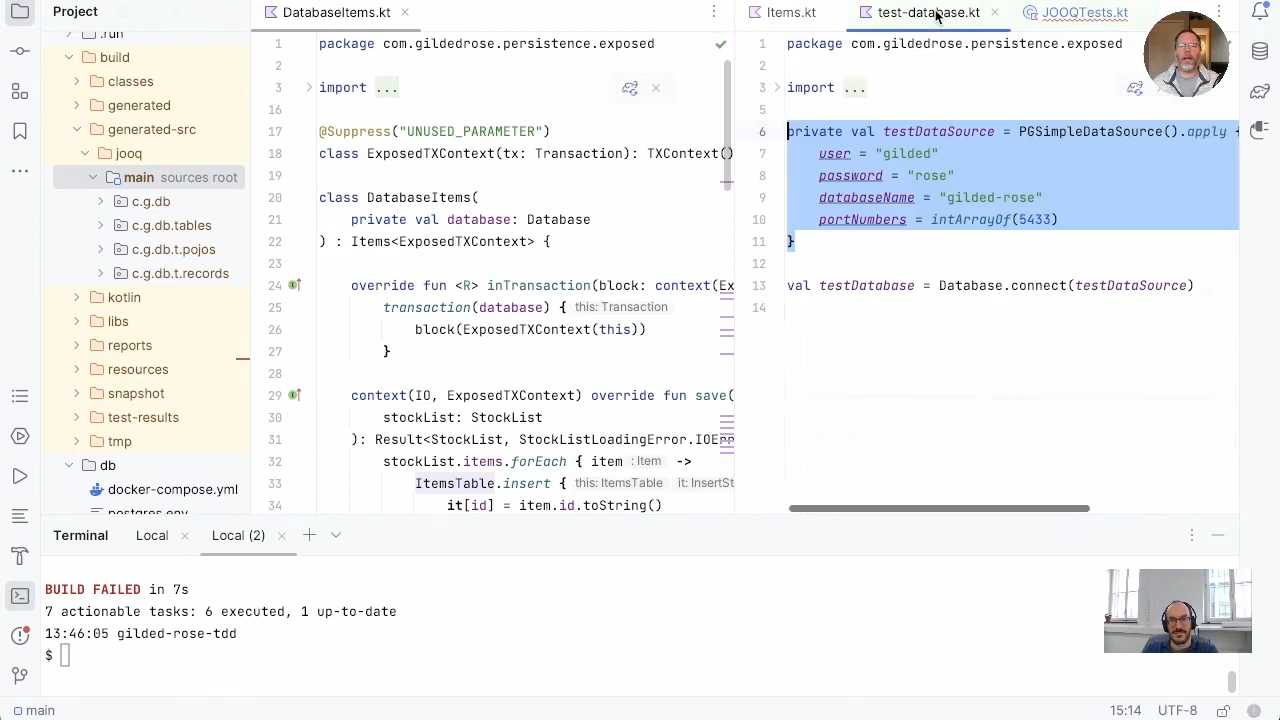 Project
.run
build
classes
generated
generated-src
jooq
main sources root
c.g.db
c.g.db.tables
c.g.db.t.pojos
c.g.db.t.records
kotlin
libs
reports
resources
snapshot
test-results
tmp
db
docker-compose.yml
postgres.env
DatabaseItems.kt
1 package com.gildedrose.persistence.exposed
2
3 import ...
16
17 @Suppress("UNUSED_PARAMETER")
18 class ExposedTXContext(tx: Transaction): TXContext()
19
20 class DatabaseItems(
21 private val database: Database
22 ) : Items<ExposedTXContext> {
23
24 override fun <R> inTransaction(block: context(Ex
25 transaction(database) { this: Transaction
26 block(ExposedTXContext(this))
27 }
28
29 context(IO, ExposedTXContext) override fun save(
30 stockList: StockList
31 ): Result<StockList, StockListLoadingError.IOErr
32 stockList.items.forEach { item : Item ->
33 ItemsTable.insert { this: ItemsTable it: InsertSt
34 it[id] = item.id.toString()
Items.kt test-database.kt JOOQTests.kt
1 package com.gildedrose.persistence.exposed
2
3 import ...
5
6 private val testDataSource = PGSimpleDataSource().apply {
7 user = "gilded"
8 password = "rose"
9 databaseName = "gilded-rose"
10 portNumbers = intArrayOf(5433)
11 }
12
13 val testDatabase = Database.connect(testDataSource)
14
Terminal Local Local (2)
BUILD FAILED in 7s
7 actionable tasks: 6 executed, 1 up-to-date
13:46:05 gilded-rose-tdd
$
main 15:14 UTF-8